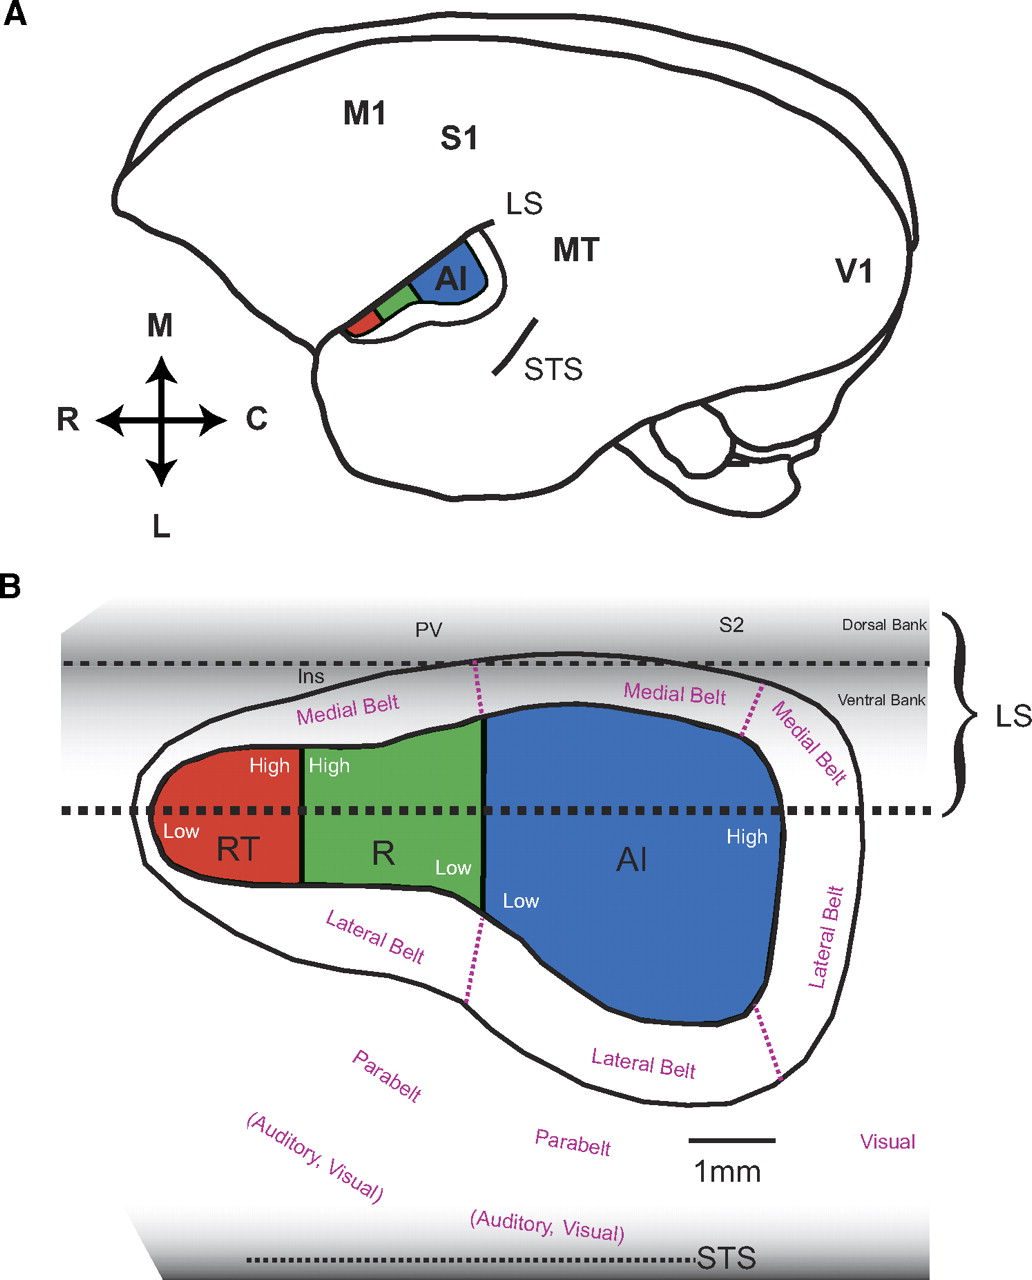 A
M1
S1
LS
MT
AI
V1
STS
M
R
C
L
B
PV
S2
Dorsal Bank
Ins
Medial Belt
Medial Belt
Medial Belt
Ventral Bank
LS
High
High
Low
RT
R
Low
AI
High
Low
Lateral Belt
Lateral Belt
Lateral Belt
Parabelt
(Auditory, Visual)
Parabelt
(Auditory, Visual)
Visual
1mm
STS